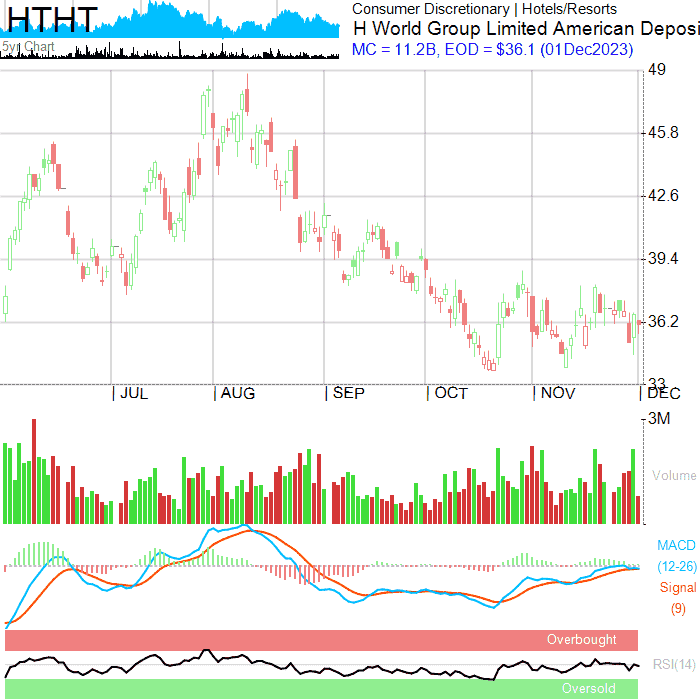 HTHT
5yr Chart
Consumer Discretionary | Hotels/Resorts
H World Group Limited American Deposi
MC = 11.2B, EOD = $36.1 (01Dec2023)
49
45.8
42.6
39.4
36.2
33
JUL AUG SEP OCT NOV DEC
3M
Volume
MACD
(12-26)
Signal
(9)
Overbought
RSI(14)
Oversold